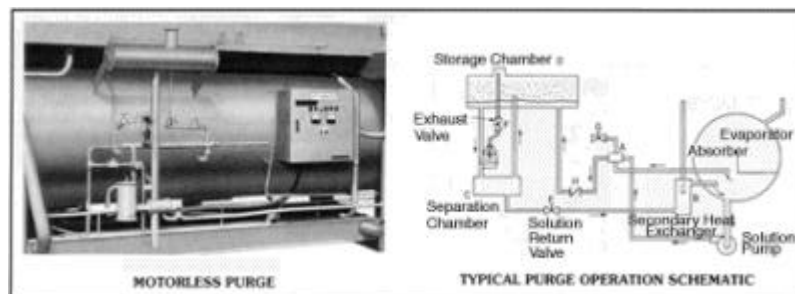 MOTORLESS PURGE
Storage Chamber
Exhaust
Valve
Separation
Chamber
Solution
Return
Valve
Evaporator
Absorber
Secondary Heat
Exchanger
Solution
Pump
A
C
TYPICAL PURGE OPERATION SCHEMATIC